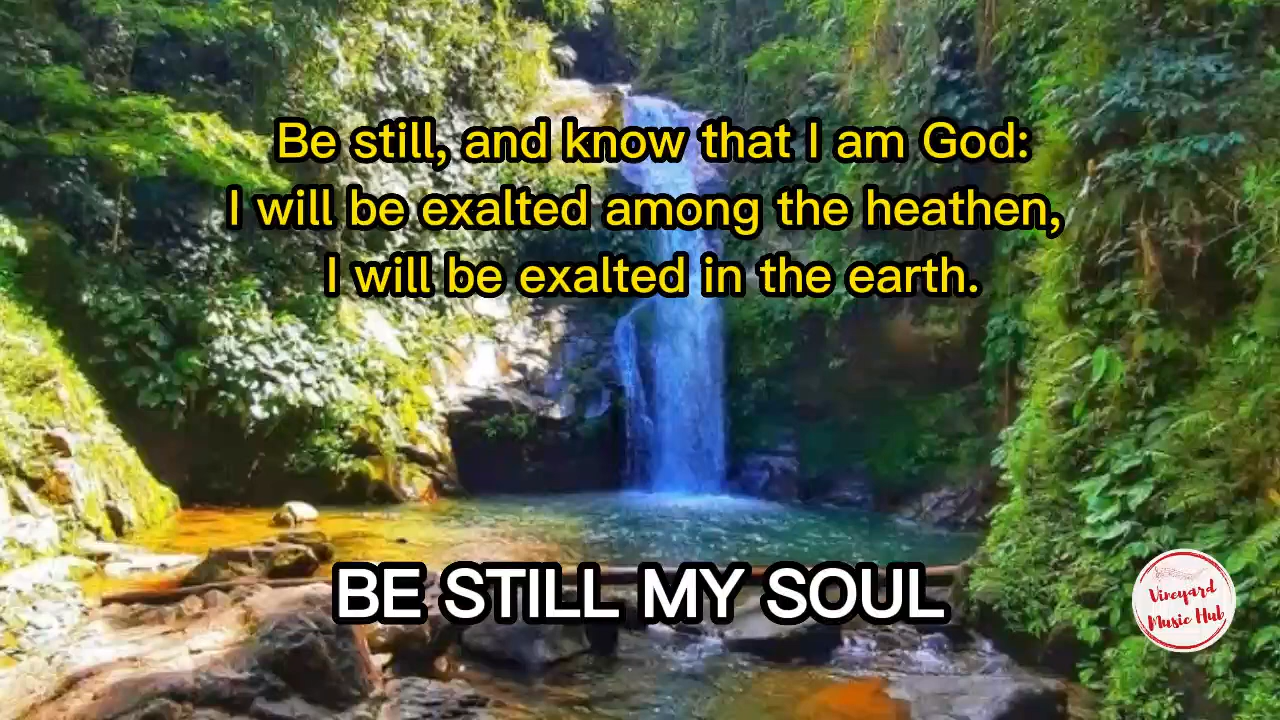 Be still, and know that I am God:
I will be exalted among the heathen,
I will be exalted in the earth.
BE STILL MY SOUL
Vineyard
Music Hub